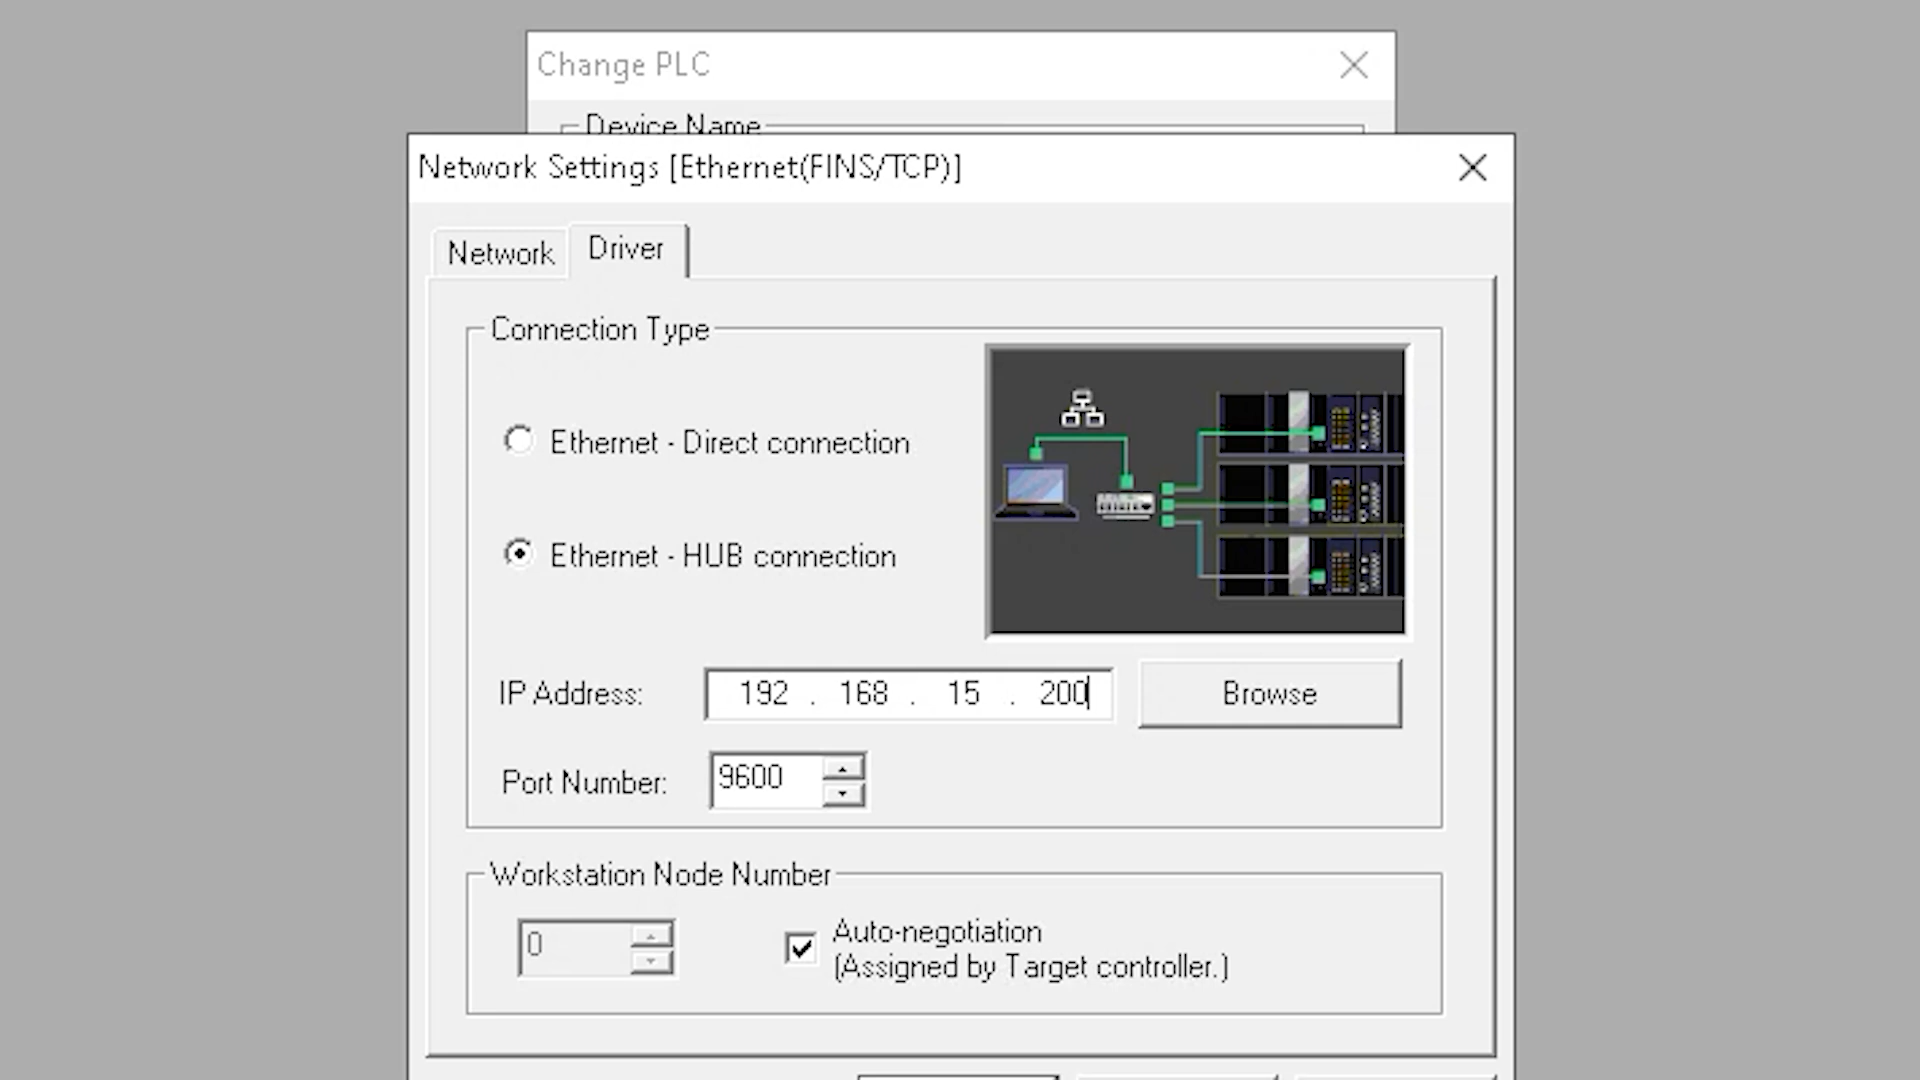 Change PLC
Device Name
Network Settings [Ethernet(FINS/TCP)]
Network
Driver
Connection Type
Ethernet - Direct connection
Ethernet - HUB connection
IP Address:
192 . 168 . 15 . 200
Browse
Port Number:
9600
Workstation Node Number
0
Auto-negotiation
(Assigned by Target controller.)